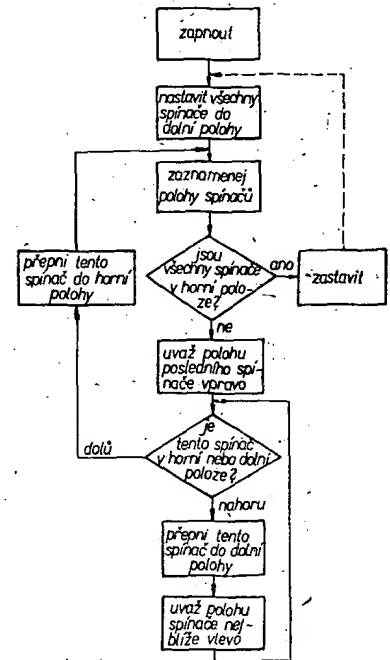 zapnout
nastavit všechny
spínače do
dolní polohy
zaznamenej
polohy spínačů
přepni tento
spínač do horní
polohy
jsou
všechny spínače
v horní polo-
ze?
ano
zastavit
ne
uvaž polohu
posledního spí-
nače vpravo
je
tento spínač
v horní nebo dolní
poloze?
dolů
nahoru
přepni tento
spínač do dolní
polohy
uvaž polohu
spínače nej-
blíže vlevo